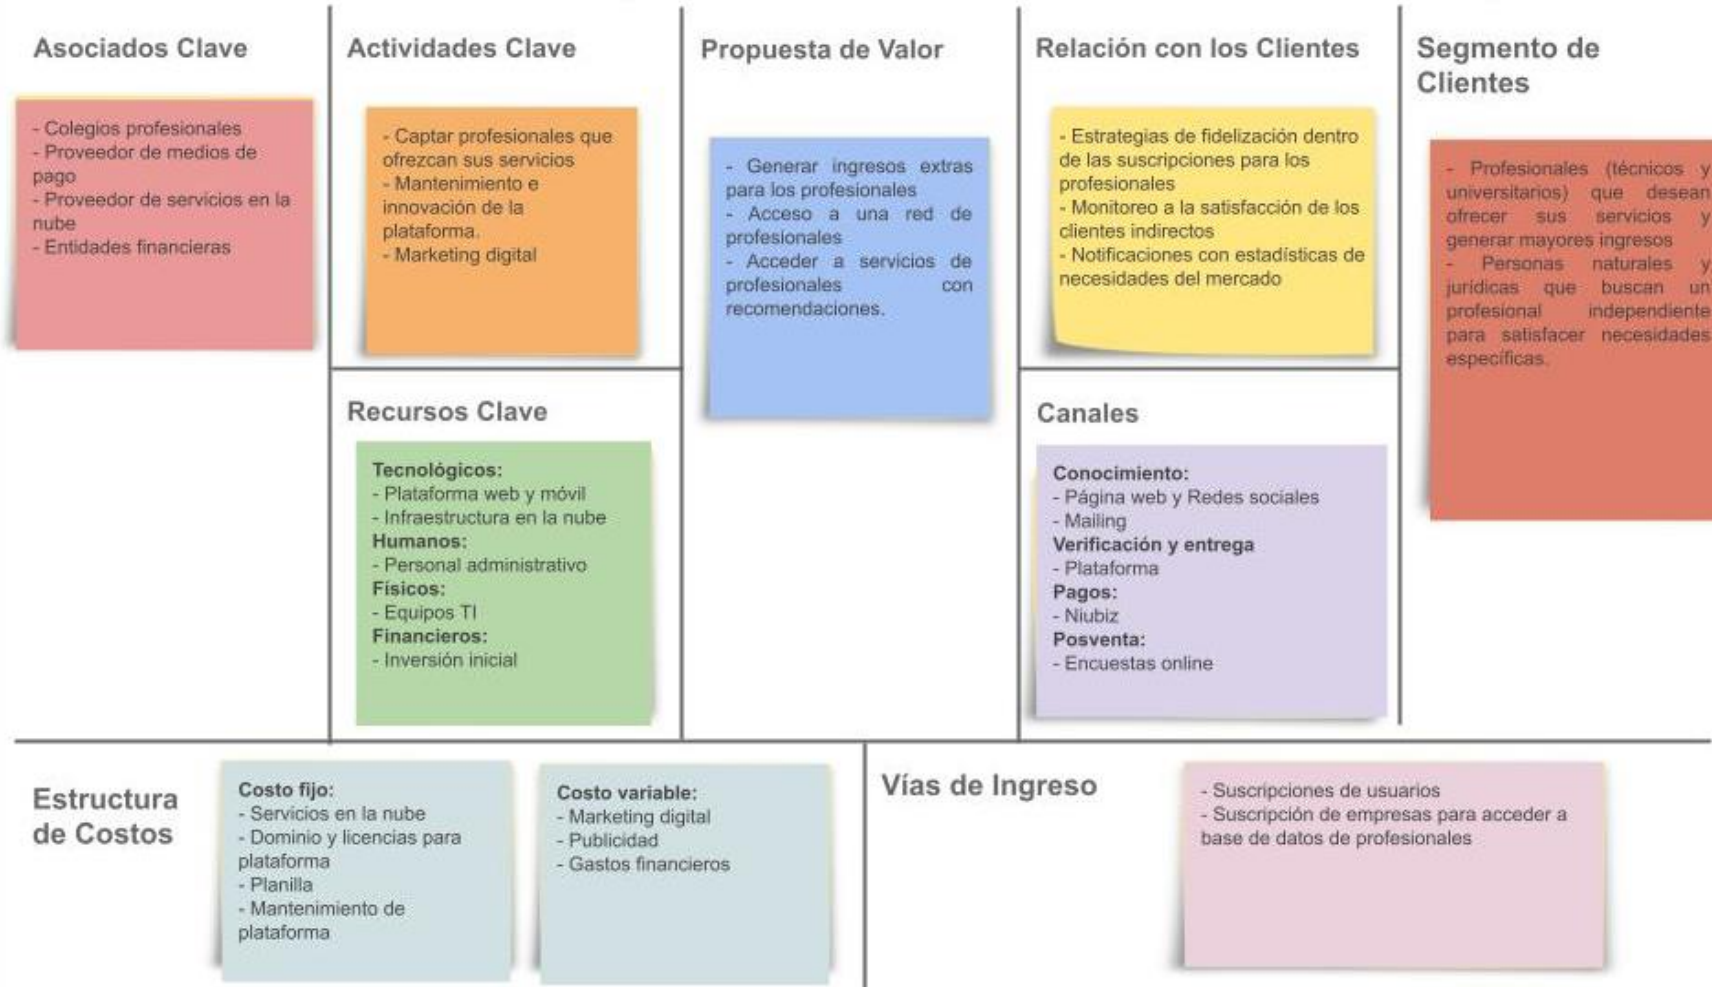 Asociados Clave
- Colegios profesionales
- Proveedor de medios de
pago
- Proveedor de servicios en la
nube
- Entidades financieras
Actividades Clave
- Captar profesionales que
ofrezcan sus servicios
- Mantenimiento e
innovación de la
plataforma.
- Marketing digital
Recursos Clave
Tecnológicos:
- Plataforma web y móvil
- Infraestructura en la nube
Humanos:
- Personal administrativo
Físicos:
- Equipos TI
Financieros:
- Inversión inicial
Propuesta de Valor
- Generar ingresos extras
para los profesionales
- Acceso a una red de
profesionales
- Acceder a servicios de
profesionales con
recomendaciones.
Relación con los Clientes
- Estrategias de fidelización dentro
de las suscripciones para los
profesionales
- Monitoreo a la satisfacción de los
clientes indirectos
- Notificaciones con estadísticas de
necesidades del mercado
Canales
Conocimiento:
- Página web y Redes sociales
- Mailing
Verificación y entrega
- Plataforma
Pagos:
- Niubiz
Posventa:
- Encuestas online
Segmento de
Clientes
- Profesionales (técnicos y
universitarios) que desean
ofrecer sus servicios y
generar mayores ingresos
- Personas naturales y
jurídicas que buscan un
profesional independiente
para satisfacer necesidades
específicas.
Estructura
de Costos
Costo fijo:
- Servicios en la nube
- Dominio y licencias para
plataforma
- Planilla
- Mantenimiento de
plataforma
Costo variable:
- Marketing digital
- Publicidad
- Gastos financieros
Vías de Ingreso
- Suscripciones de usuarios
- Suscripción de empresas para acceder a
base de datos de profesionales